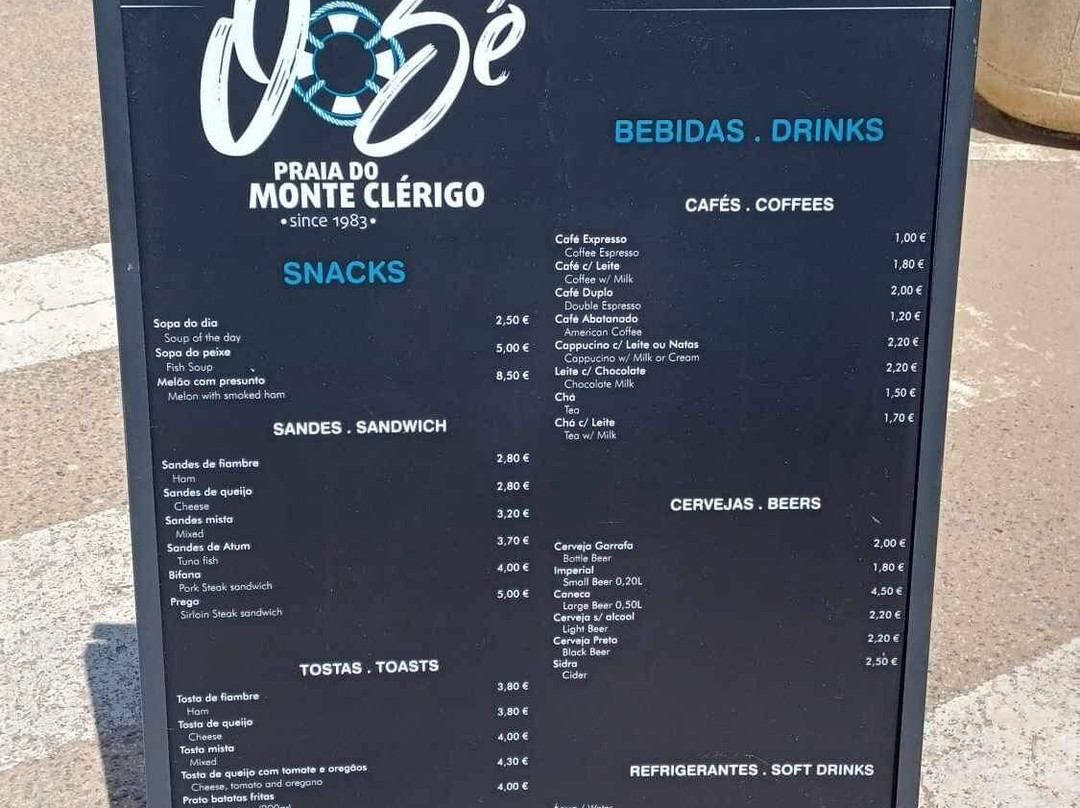 O Zé
PRAIA DO
MONTE CLÉRIGO
•since 1983•
SNACKS
Sopa do dia 2,50 €
Soup of the day
Sopa do peixe 5,00 €
Fish Soup
Melão com presunto 8,50 €
Melon with smoked ham
SANDES . SANDWICH
Sandes de fiambre 2,80 €
Ham
Sandes de queijo 2,80 €
Cheese
Sandes mista 3,20 €
Mixed
Sandes de Atum 3,70 €
Tuna fish
Bifana 4,00 €
Pork Steak sandwich
Prego 5,00 €
Sirloin Steak sandwich
TOSTAS . TOASTS
Tosta de fiambre 3,80 €
Ham
Tosta de queijo 3,80 €
Cheese
Tosta mista 4,00 €
Mixed
Tosta de queijo com tomate e oregãos 4,30 €
Cheese, tomato and oregano
Prato batatas fritas 4,00 €
BEBIDAS . DRINKS
CAFÉS . COFFEES
Café Expresso 1,00 €
Coffee Espresso
Café c/ Leite 1,80 €
Coffee w/ Milk
Café Duplo 2,00 €
Double Espresso
Café Abatanado 1,20 €
American Coffee
Cappucino c/ Leite ou Natas 2,20 €
Cappucino w/ Milk or Cream
Leite c/ Chocolate 2,20 €
Chocolate Milk
Chá 1,50 €
Tea
Chá c/ Leite 1,70 €
Tea w/ Milk
CERVEJAS . BEERS
Cerveja Garrafa 2,00 €
Bottle Beer
Imperial 1,80 €
Small Beer 0,20L
Caneca 4,50 €
Large Beer 0,50L
Cerveja s/ alcool 2,20 €
Light Beer
Cerveja Preta 2,20 €
Black Beer
Sidra 2,50 €
Cider
REFRIGERANTES . SOFT DRINKS